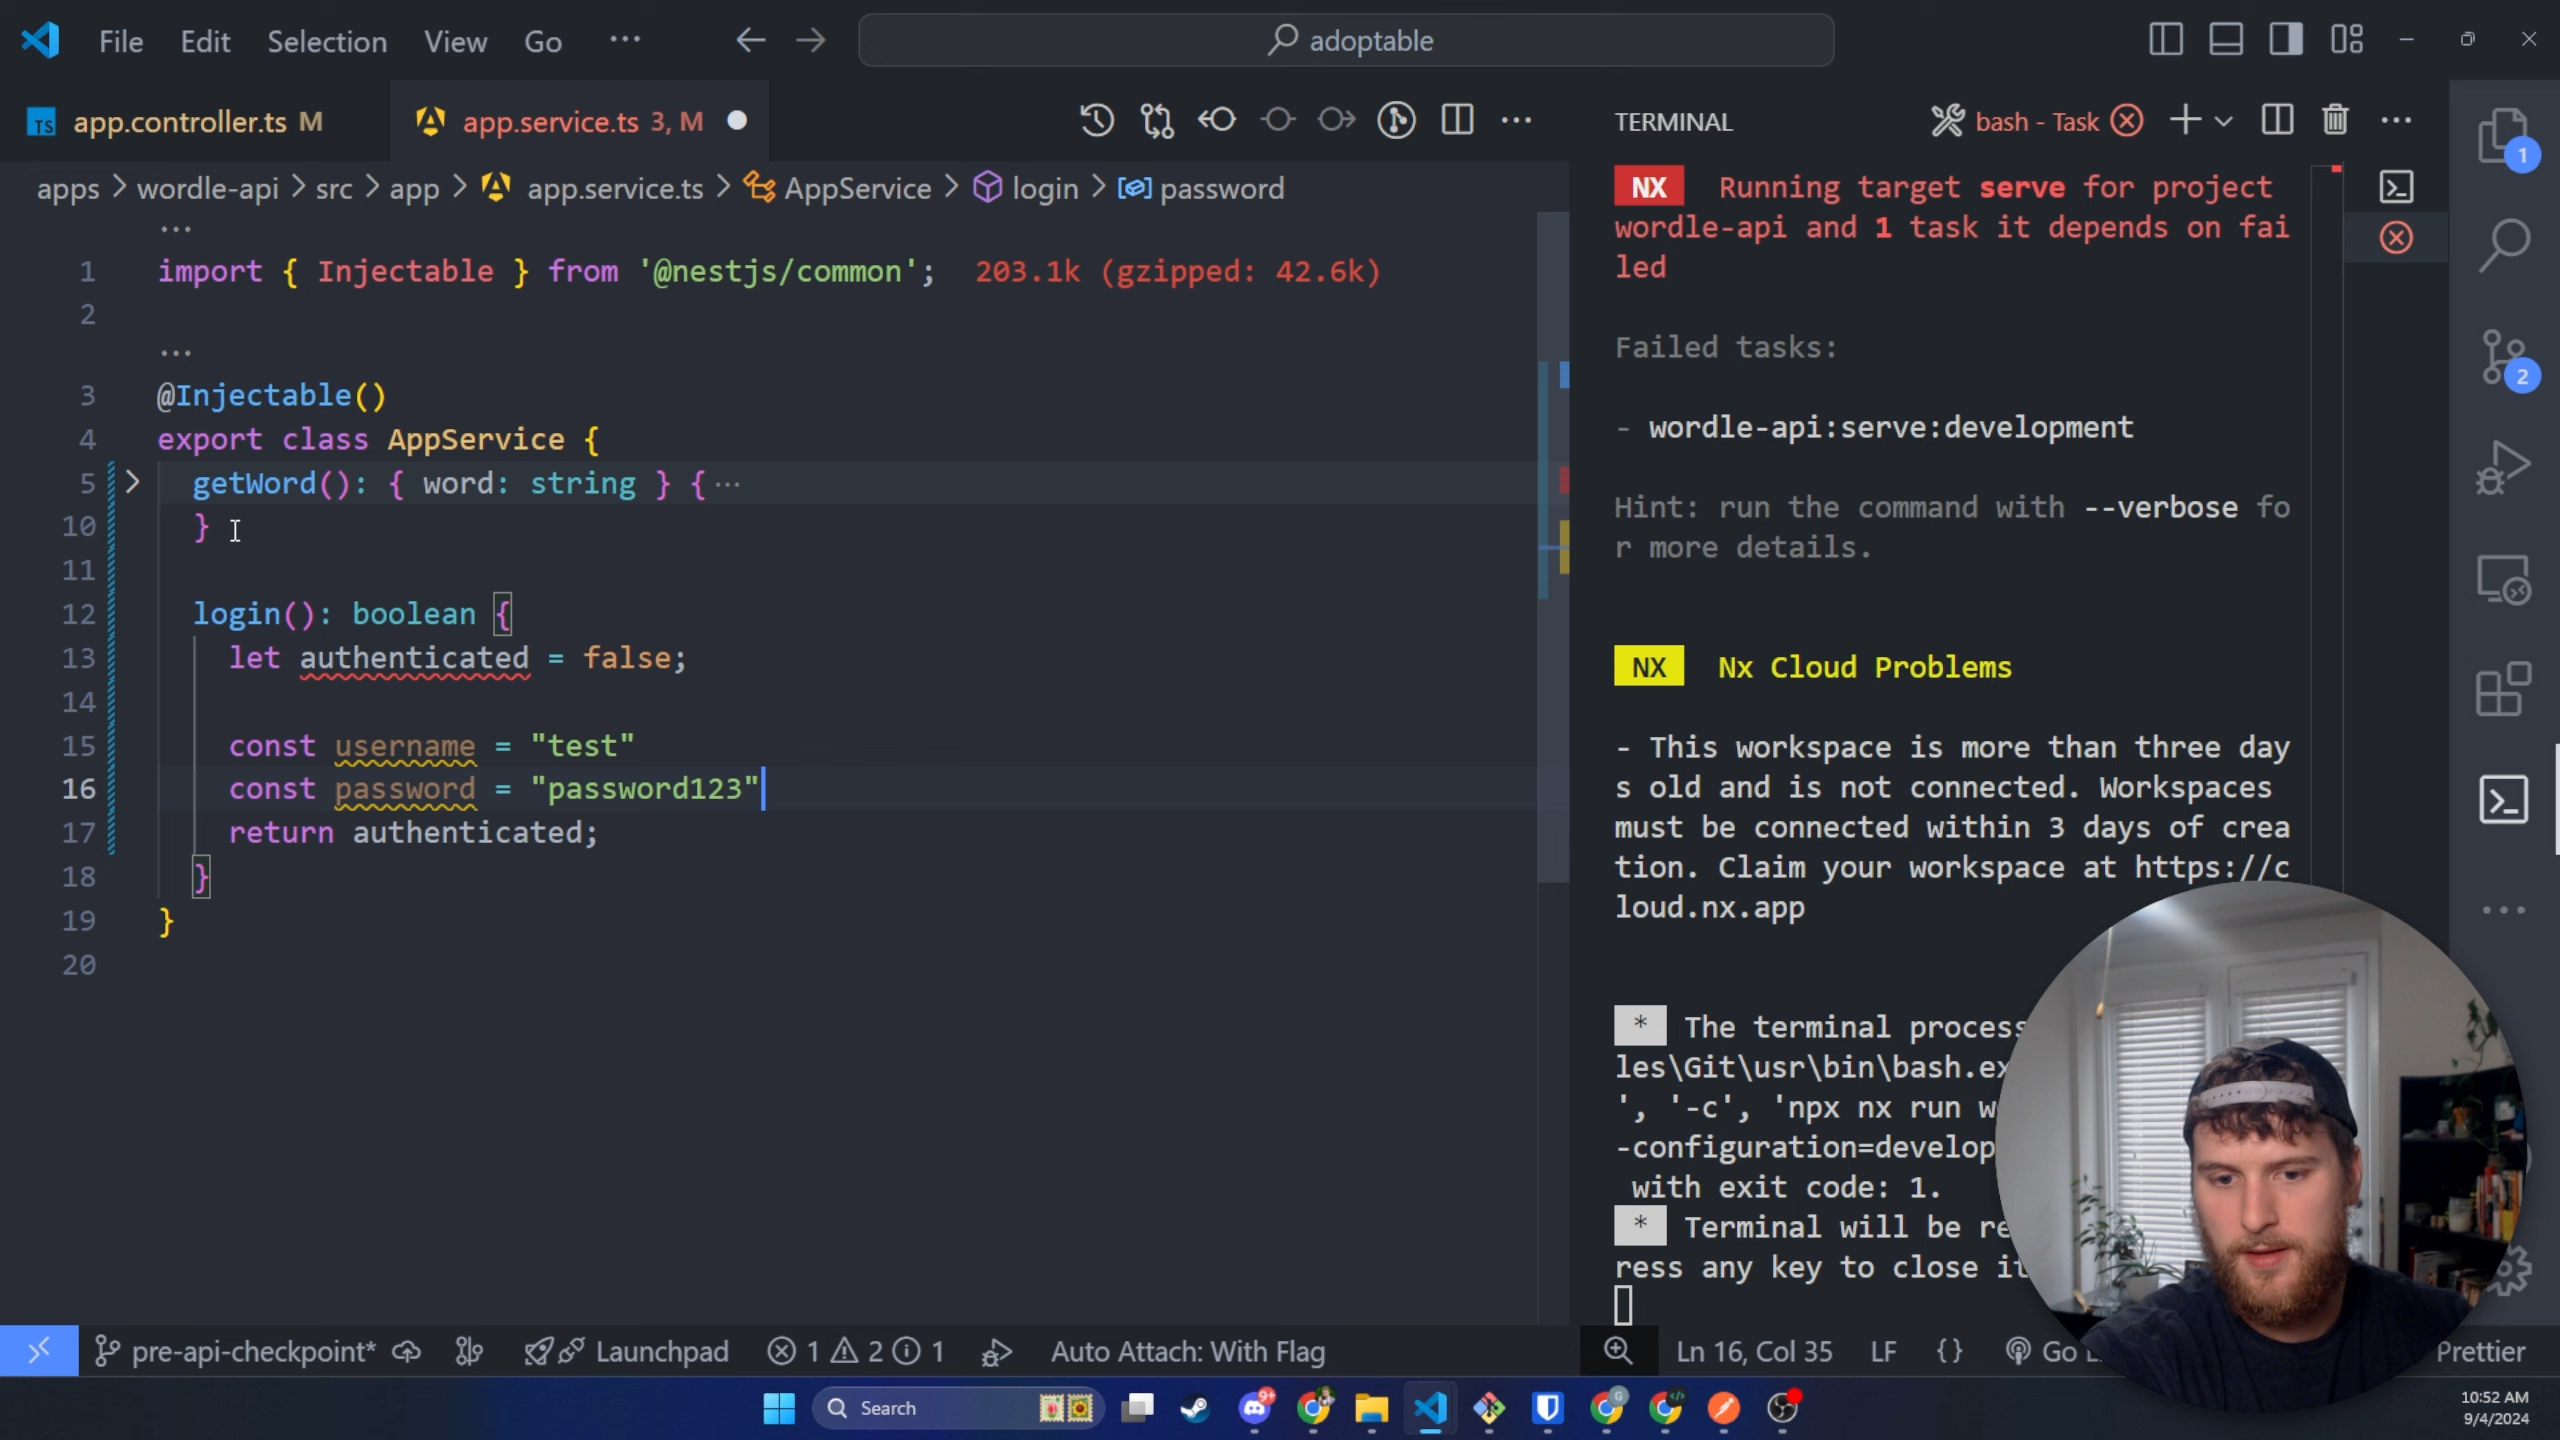 File Edit Selection View Go ··· adoptable
TS app.controller.ts M app.service.ts 3, M
apps > wordle-api > src > app > app.service.ts > AppService > login > password
...
1 import { Injectable } from '@nestjs/common'; 203.1k (gzipped: 42.6k)
2
...
3 @Injectable()
4 export class AppService {
5 getWord(): { word: string } {···
10 }
11
12 login(): boolean {
13 let authenticated = false;
14
15 const username = "test"
16 const password = "password123"
17 return authenticated;
18 }
19 }
20
TERMINAL bash - Task
NX Running target serve for project
wordle-api and 1 task it depends on fai
led
Failed tasks:
- wordle-api:serve:development
Hint: run the command with --verbose fo
r more details.
NX Nx Cloud Problems
- This workspace is more than three day
s old and is not connected. Workspaces
must be connected within 3 days of crea
tion. Claim your workspace at https://c
loud.nx.app
* The terminal process
les\Git\usr\bin\bash.ex
', '-c', 'npx nx run w
-configuration=develop
with exit code: 1.
* Terminal will be re
ress any key to close it
1
2
pre-api-checkpoint* Launchpad 1 2 1 Auto Attach: With Flag Ln 16, Col 35 LF {} Go Prettier
Search 9+
10:52 AM
9/4/2024